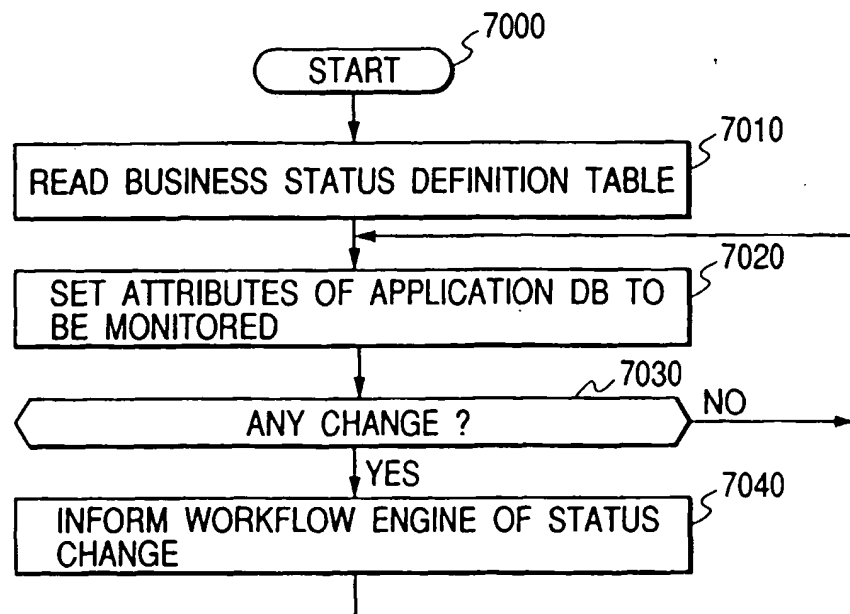 7000
START
7010
READ BUSINESS STATUS DEFINITION TABLE
7020
SET ATTRIBUTES OF APPLICATION DB TO
BE MONITORED
7030
ANY CHANGE ?
NO
YES
7040
INFORM WORKFLOW ENGINE OF STATUS
CHANGE